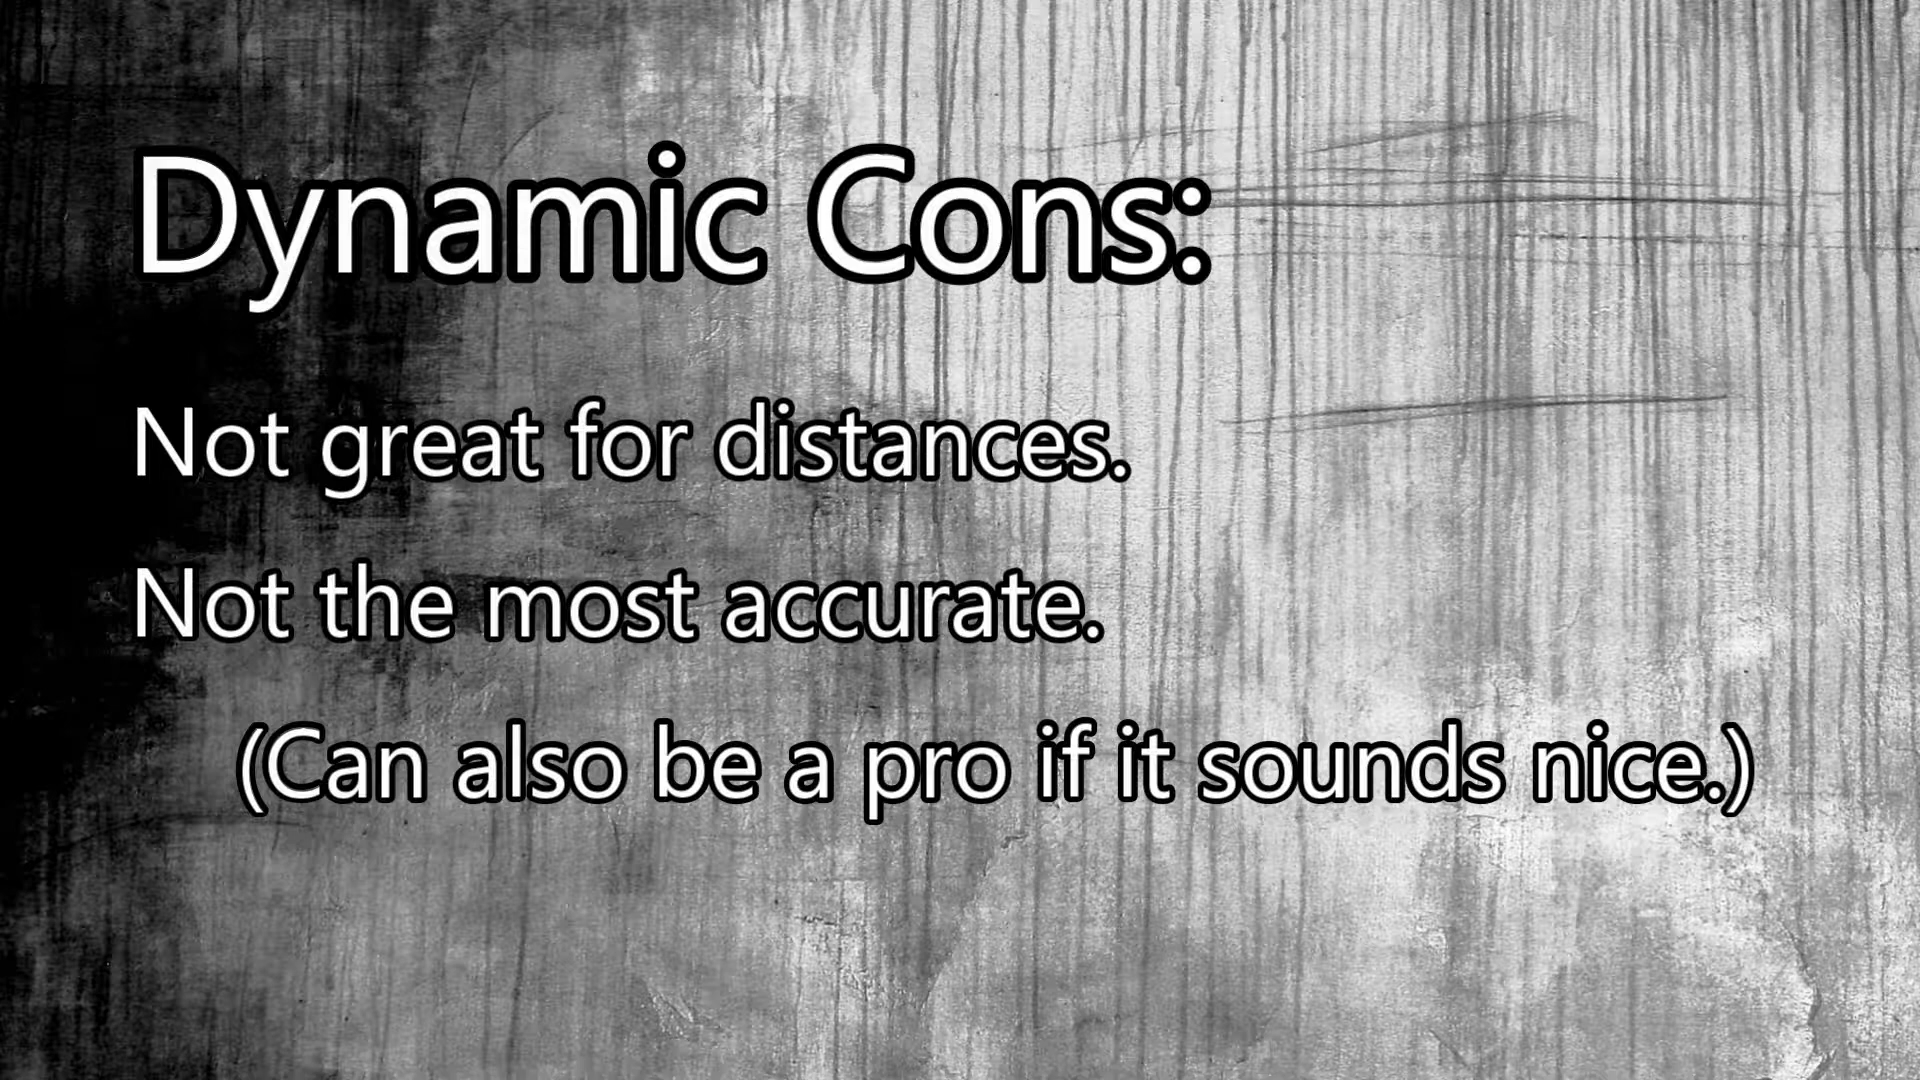 Dynamic Cons:
Not great for distances.
Not the most accurate.
(Can also be a pro if it sounds nice.)